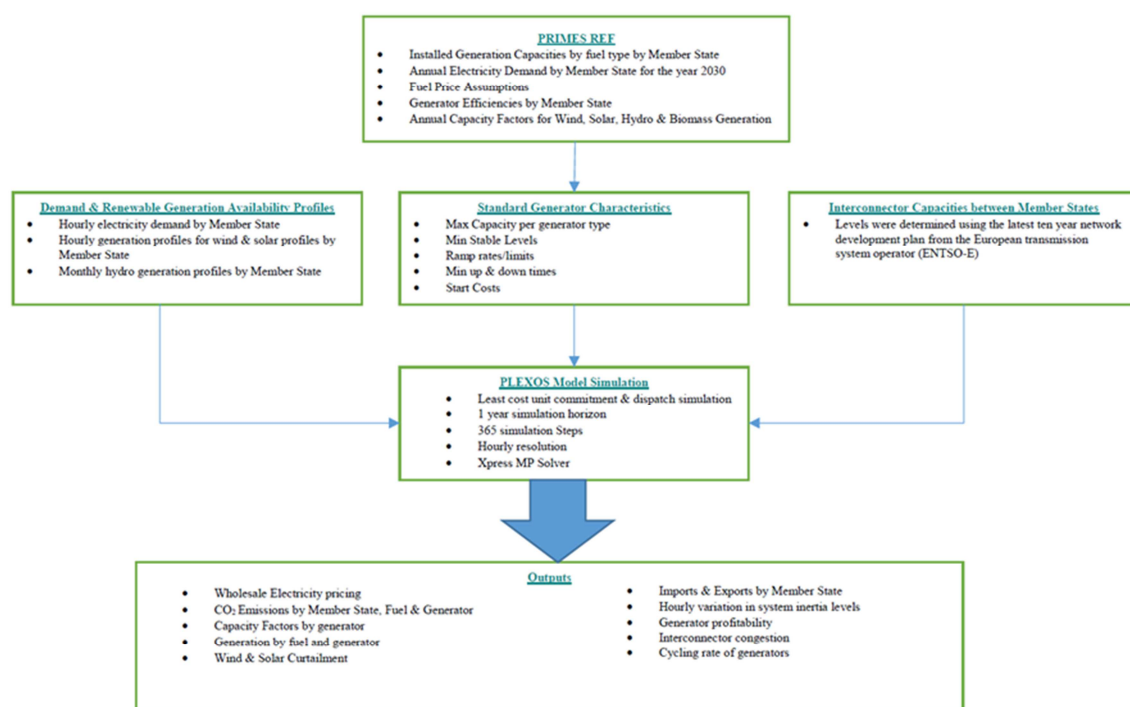 PRIMES REF
• Installed Generation Capacities by fuel type by Member State
• Annual Electricity Demand by Member State for the year 2030
• Fuel Price Assumptions
• Generator Efficiencies by Member State
• Annual Capacity Factors for Wind, Solar, Hydro & Biomass Generation
Demand & Renewable Generation Availability Profiles
• Hourly electricity demand by Member State
• Hourly generation profiles for wind & solar profiles by
Member State
• Monthly hydro generation profiles by Member State
Standard Generator Characteristics
• Max Capacity per generator type
• Min Stable Levels
• Ramp rates/limits
• Min up & down times
• Start Costs
Interconnector Capacities between Member States
• Levels were determined using the latest ten year network
development plan from the European transmission
system operator (ENTSO-E)
PLEXOS Model Simulation
• Least cost unit commitment & dispatch simulation
• 1 year simulation horizon
• 365 simulation Steps
• Hourly resolution
• Xpress MP Solver
Outputs
• Wholesale Electricity pricing
• CO₂ Emissions by Member State, Fuel & Generator
• Capacity Factors by generator
• Generation by fuel and generator
• Wind & Solar Curtailment
• Imports & Exports by Member State
• Hourly variation in system inertia levels
• Generator profitability
• Interconnector congestion
• Cycling rate of generators